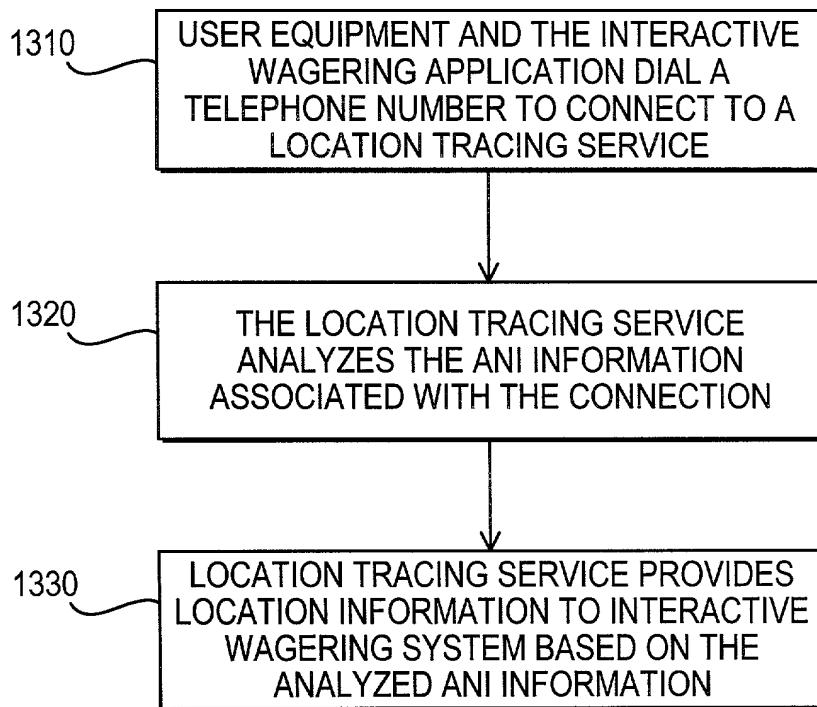 1310
USER EQUIPMENT AND THE INTERACTIVE
WAGERING APPLICATION DIAL A
TELEPHONE NUMBER TO CONNECT TO A
LOCATION TRACING SERVICE
1320
THE LOCATION TRACING SERVICE
ANALYZES THE ANI INFORMATION
ASSOCIATED WITH THE CONNECTION
1330
LOCATION TRACING SERVICE PROVIDES
LOCATION INFORMATION TO INTERACTIVE
WAGERING SYSTEM BASED ON THE
ANALYZED ANI INFORMATION